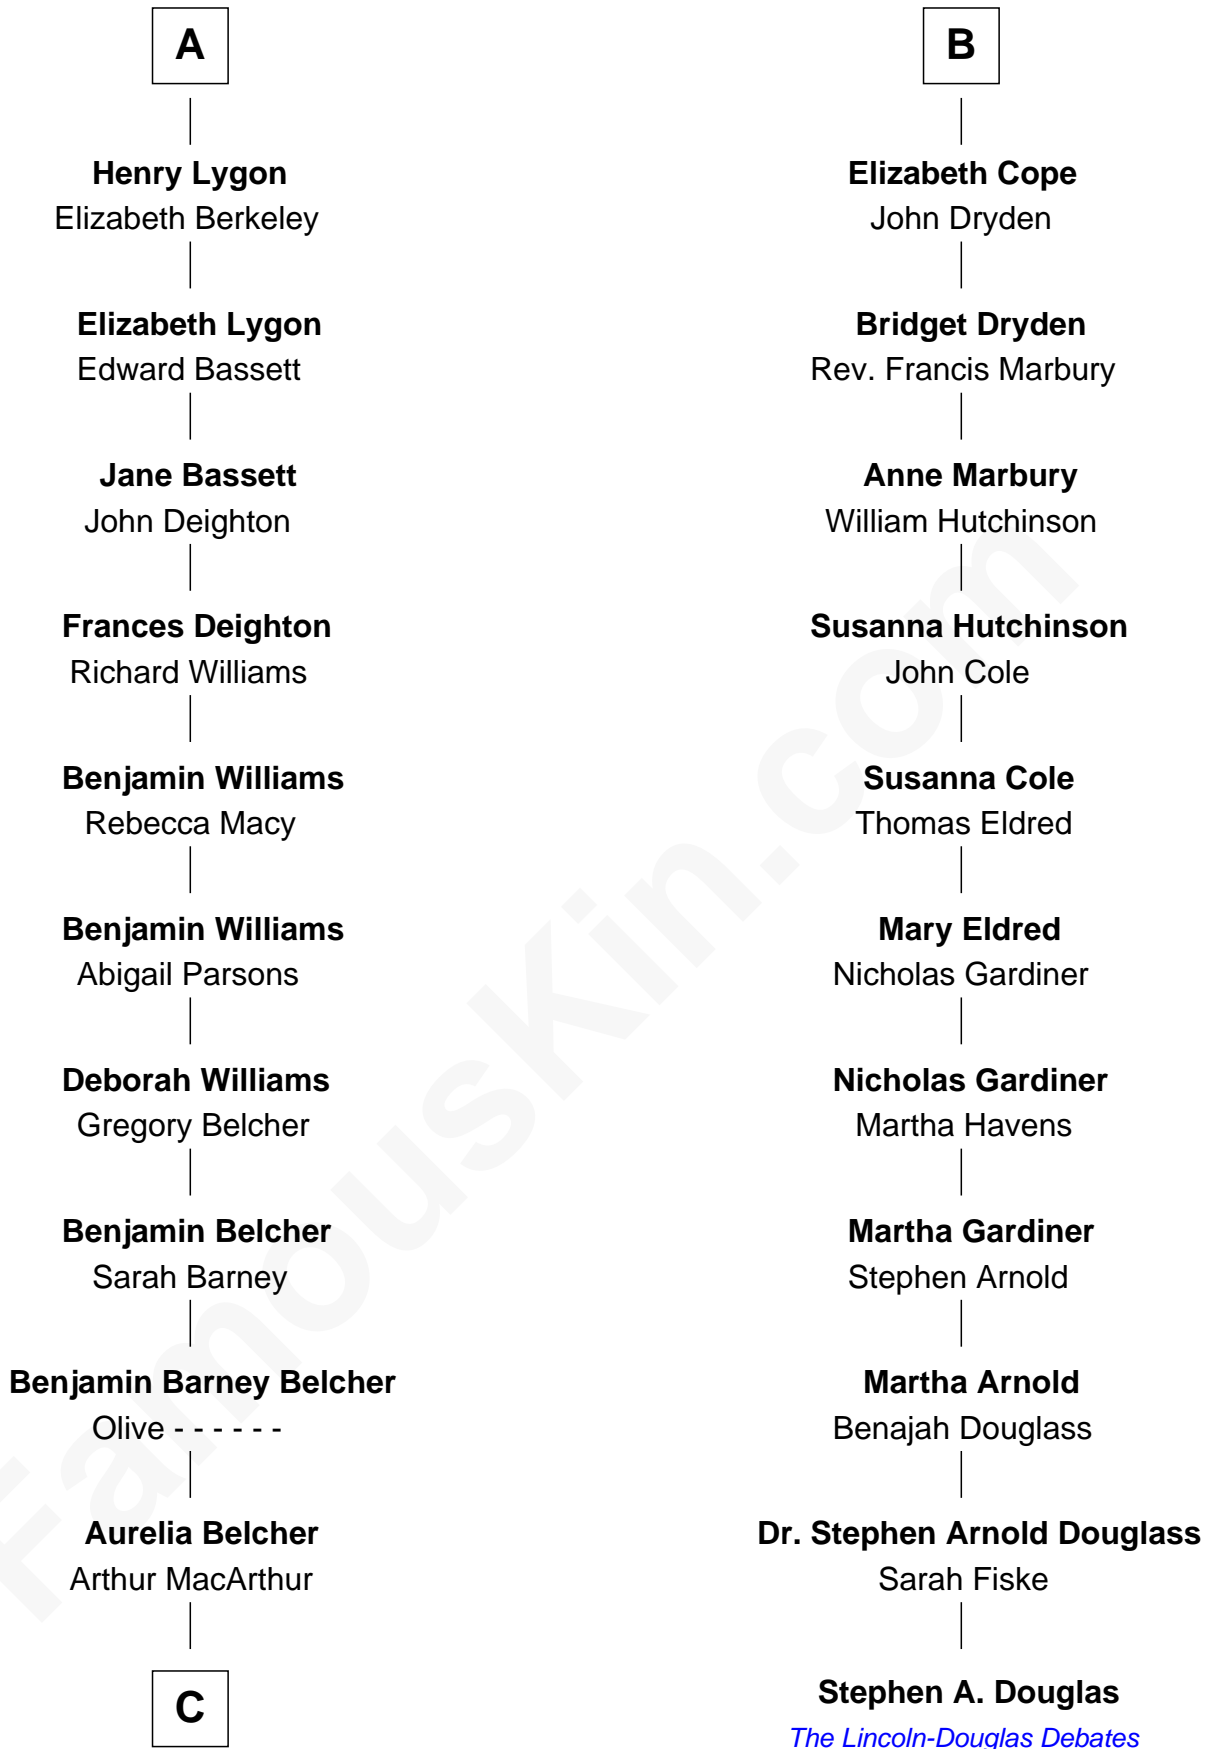 A
Henry Lygon
Elizabeth Berkeley
Elizabeth Lygon
Edward Bassett
Jane Bassett
John Deighton
Frances Deighton
Richard Williams
Benjamin Williams
Rebecca Macy
Benjamin Williams
Abigail Parsons
Deborah Williams
Gregory Belcher
Benjamin Belcher
Sarah Barney
Benjamin Barney Belcher
Olive - - - - - -
Aurelia Belcher
Arthur MacArthur
C
B
Elizabeth Cope
John Dryden
Bridget Dryden
Rev. Francis Marbury
Anne Marbury
William Hutchinson
Susanna Hutchinson
John Cole
Susanna Cole
Thomas Eldred
Mary Eldred
Nicholas Gardiner
Nicholas Gardiner
Martha Havens
Martha Gardiner
Stephen Arnold
Martha Arnold
Benajah Douglass
Dr. Stephen Arnold Douglass
Sarah Fiske
Stephen A. Douglas
The Lincoln-Douglas Debates
FamousKin.com